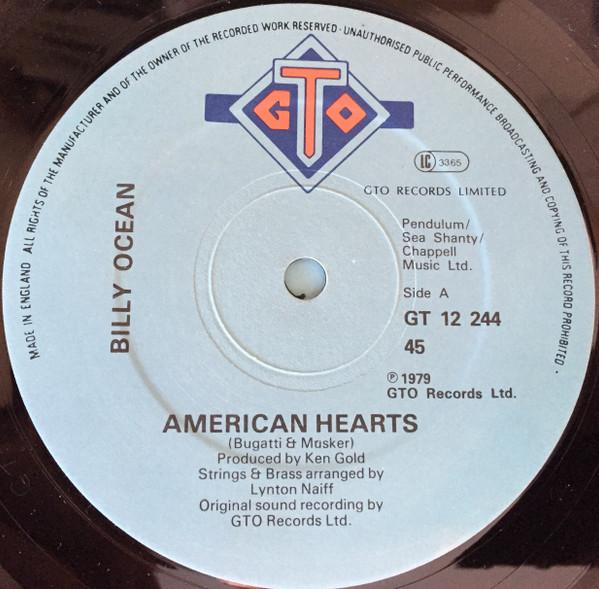 MADE IN ENGLAND ALL RIGHTS OF THE MANUFACTURER AND OF THE OWNER OF THE RECORDED WORK RESERVED · UNAUTHORISED PUBLIC PERFORMANCE BROADCASTING AND COPYING OF THIS RECORD PROHIBITED ·
GTO
LC 3365
GTO RECORDS LIMITED
BILLY OCEAN
Pendulum/
Sea Shanty/
Chappell
Music Ltd.
Side A
GT 12 244
45
℗ 1979
GTO Records Ltd.
AMERICAN HEARTS
(Bugatti & Musker)
Produced by Ken Gold
Strings & Brass arranged by
Lynton Naiff
Original sound recording by
GTO Records Ltd.